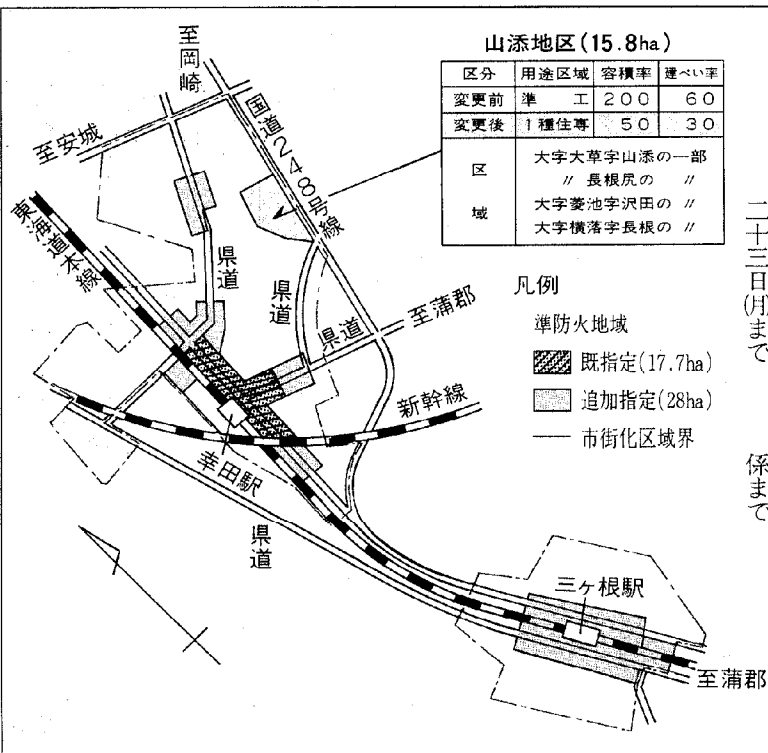 山添地区(15.8ha)
区分 用途区域 容積率 建ぺい率
変更前 準工 200 60
変更後 1種住専 50 30
区域
大字大草字山添の一部
〃 長根尻の 〃
大字菱池字沢田の 〃
大字横落字長根の 〃
至岡崎
国道248号線
至安城
東海道本線
県道
県道
県道
至蒲郡
新幹線
幸田駅
県道
三ヶ根駅
至蒲郡
凡例
準防火地域
既指定(17.7ha)
追加指定(28ha)
市街化区域界
二十三日(月)まで
係まで